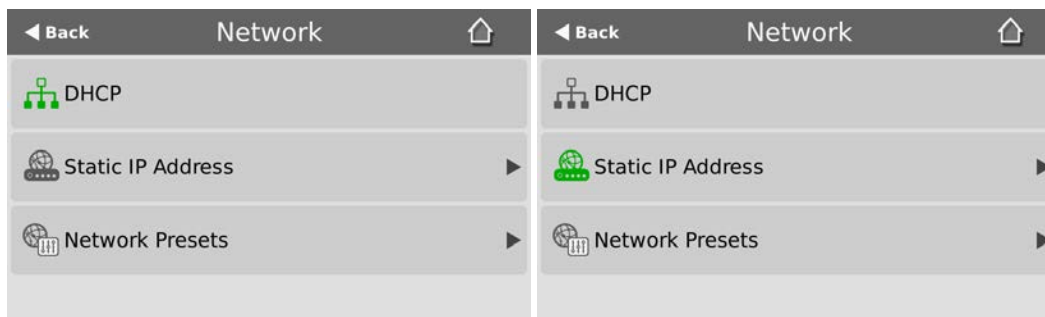 Back Network
DHCP
Static IP Address
Network Presets
Back Network
DHCP
Static IP Address
Network Presets